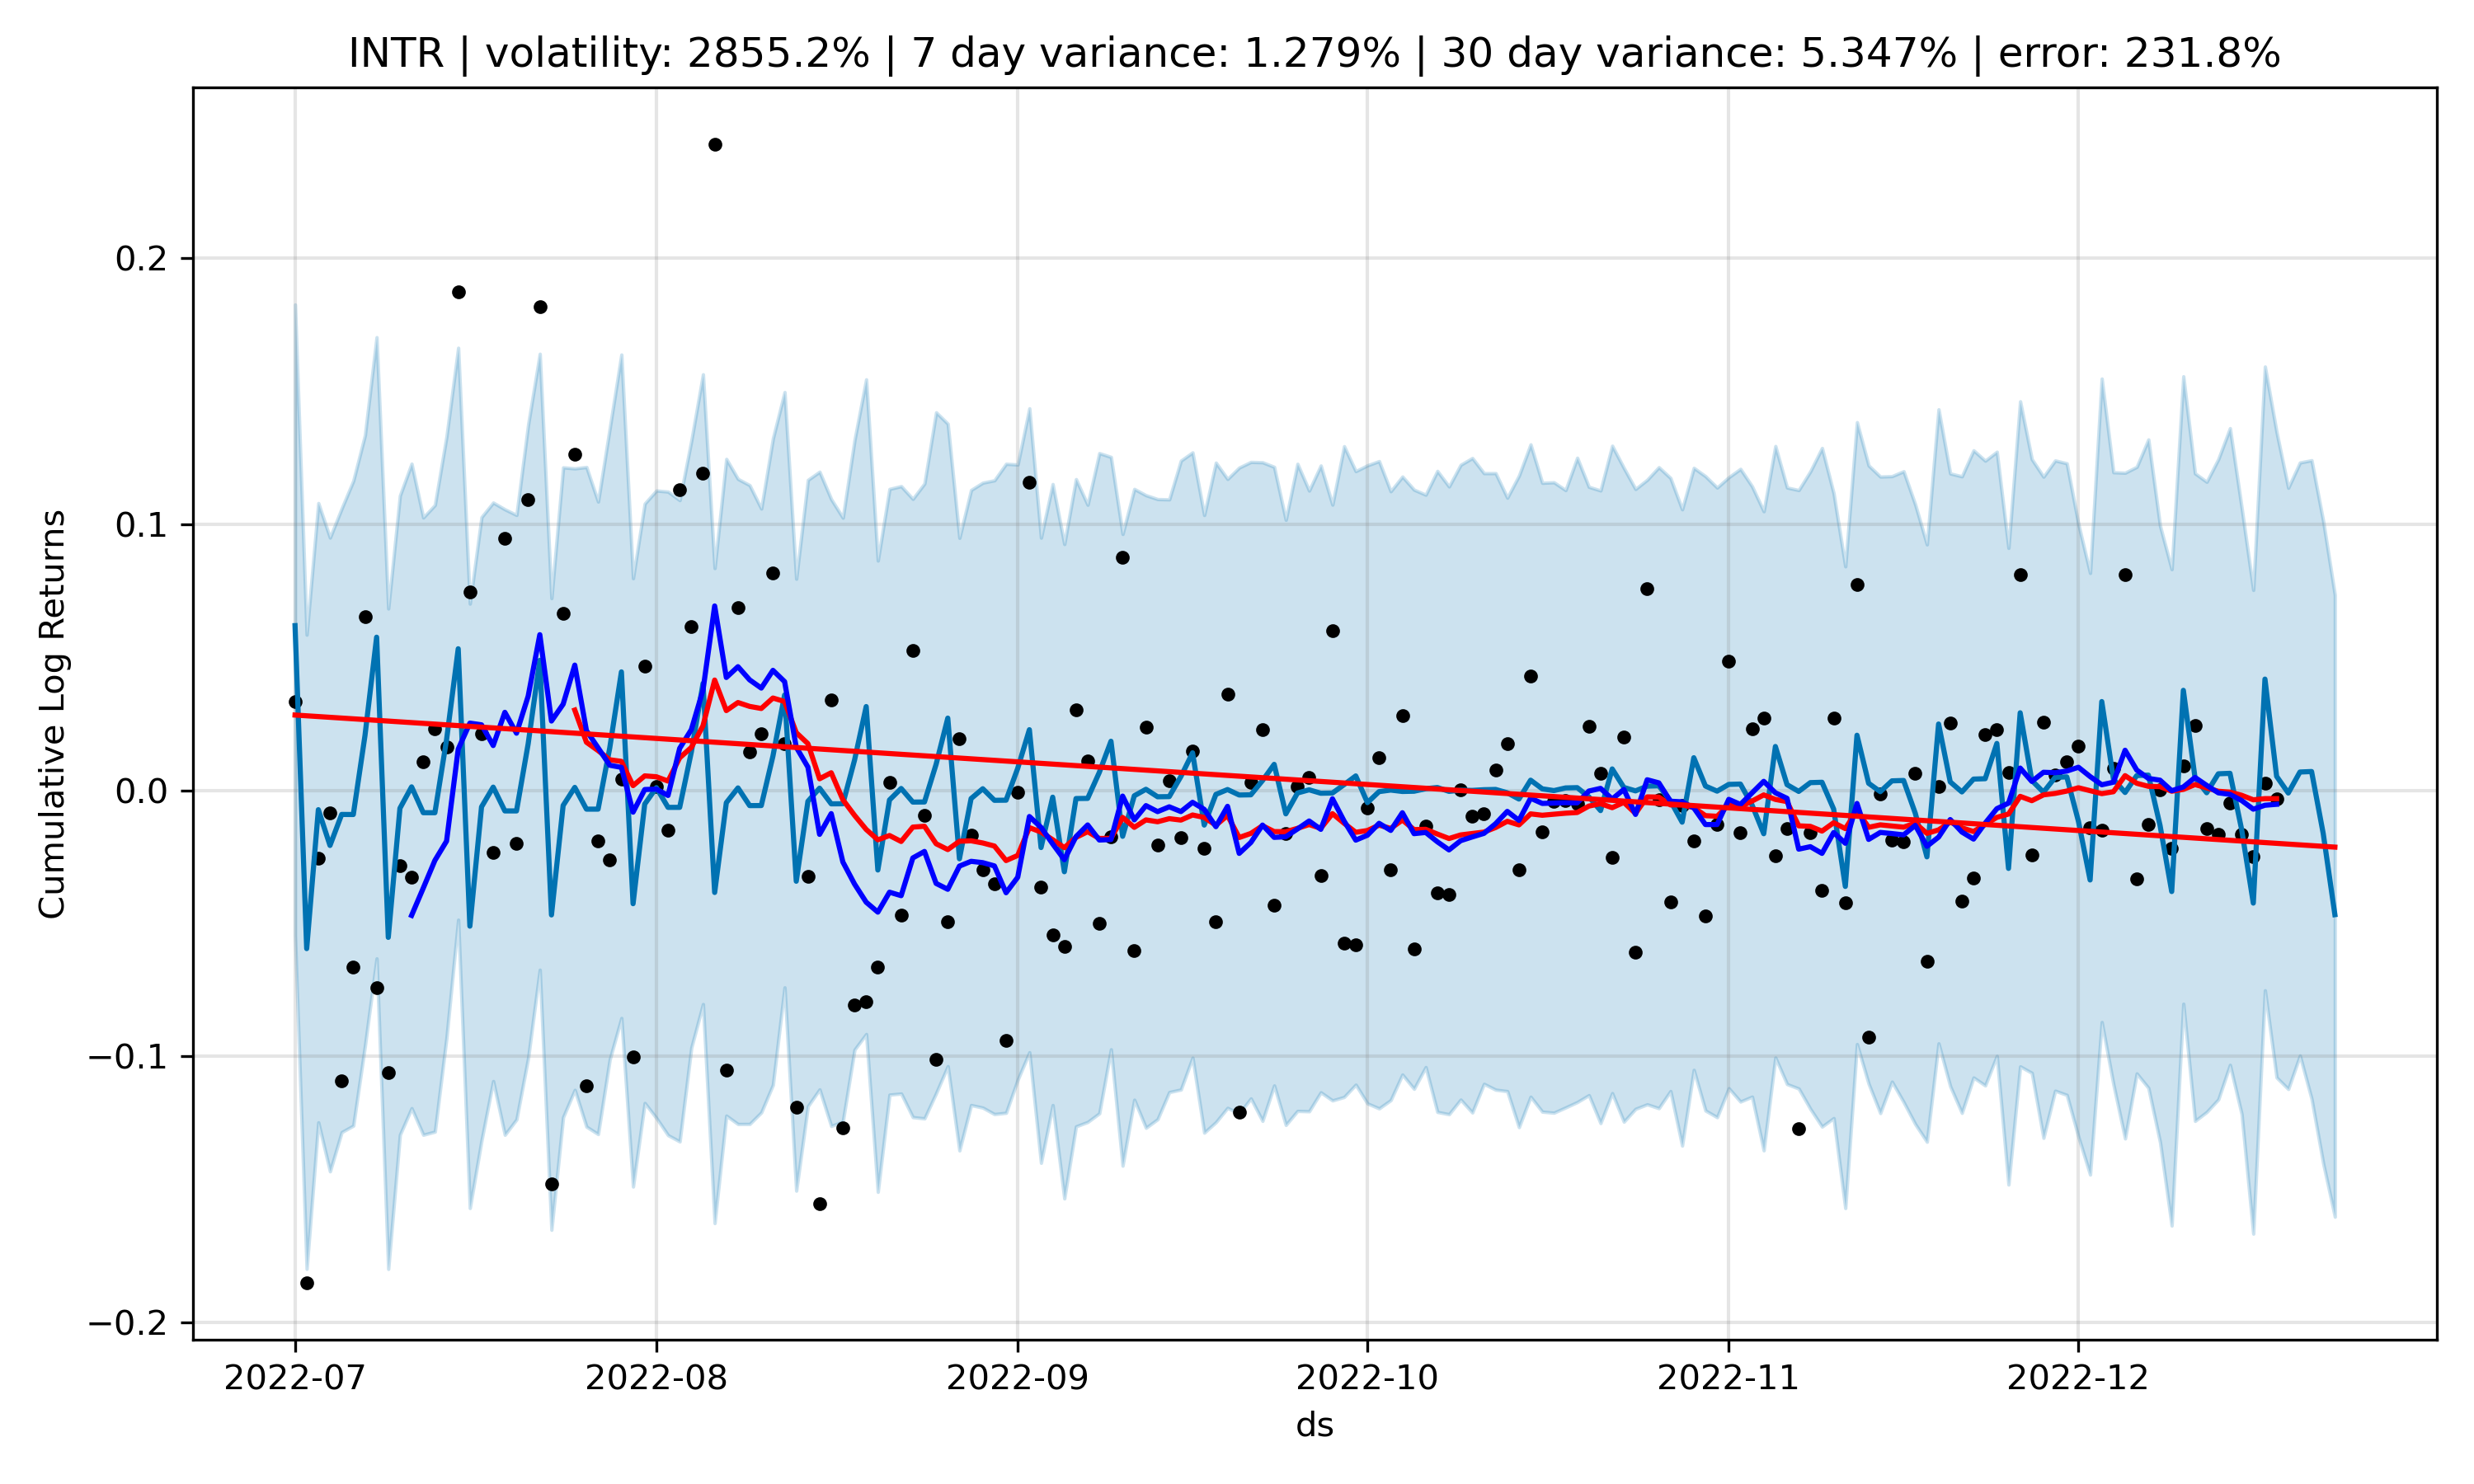 INTR | volatility: 2855.2% | 7 day variance: 1.279% | 30 day variance: 5.347% | error: 231.8%
Cumulative Log Returns
0.2
0.1
0.0
−0.1
−0.2
2022-07 2022-08 2022-09 2022-10 2022-11 2022-12
ds